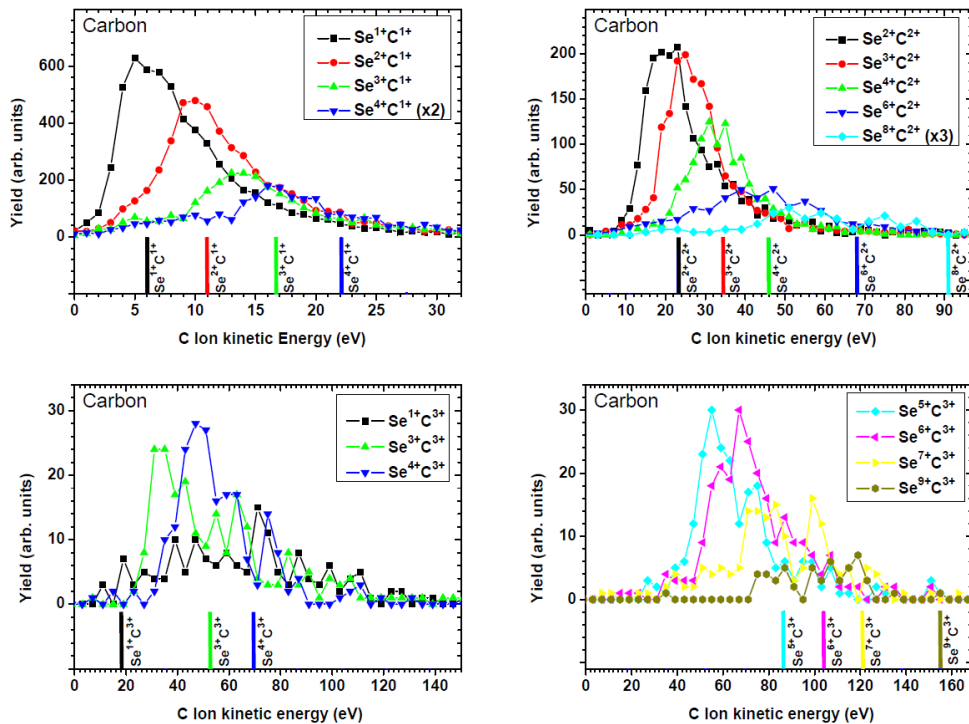 Carbon
Se1+C1+
Se2+C1+
Se3+C1+
Se4+C1+ (x2)
Yield (arb. units)
600
400
200
0
Se1+C1+
Se2+C1+
Se3+C1+
Se4+C1+
0 5 10 15 20 25 30
C Ion kinetic Energy (eV)
Carbon
Se2+C2+
Se3+C2+
Se4+C2+
Se6+C2+
Se8+C2+ (x3)
Yield (arb. units)
200
150
100
50
0
Se2+C2+
Se3+C2+
Se4+C2+
Se6+C2+
Se8+C2+
0 10 20 30 40 50 60 70 80 90
C Ion kinetic energy (eV)
Carbon
Se1+C3+
Se3+C3+
Se4+C3+
Yield (arb. units)
30
20
10
0
Se1+C3+
Se3+C3+
Se4+C3+
0 20 40 60 80 100 120 140
C Ion kinetic energy (eV)
Carbon
Se5+C3+
Se6+C3+
Se7+C3+
Se9+C3+
Yield (arb. units)
30
20
10
0
Se5+C3+
Se6+C3+
Se7+C3+
Se9+C3+
0 20 40 60 80 100 120 140 160
C Ion kinetic energy (eV)